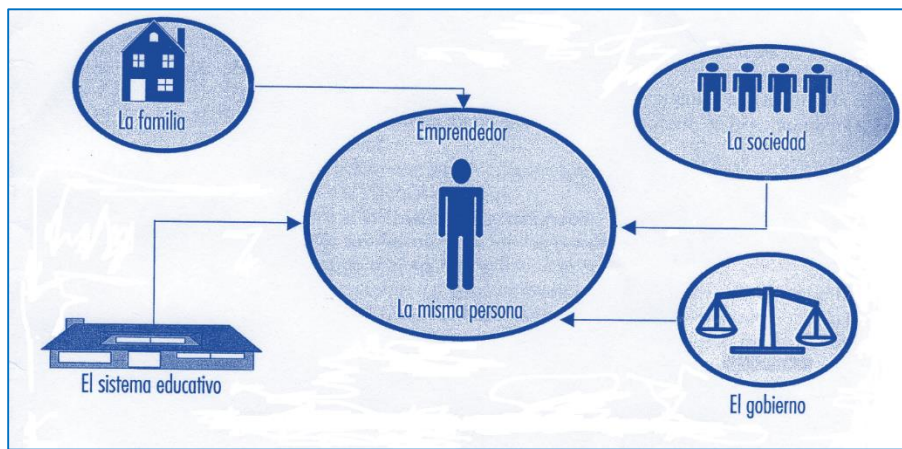 La familia
Emprendedor
La sociedad
La misma persona
El sistema educativo
El gobierno